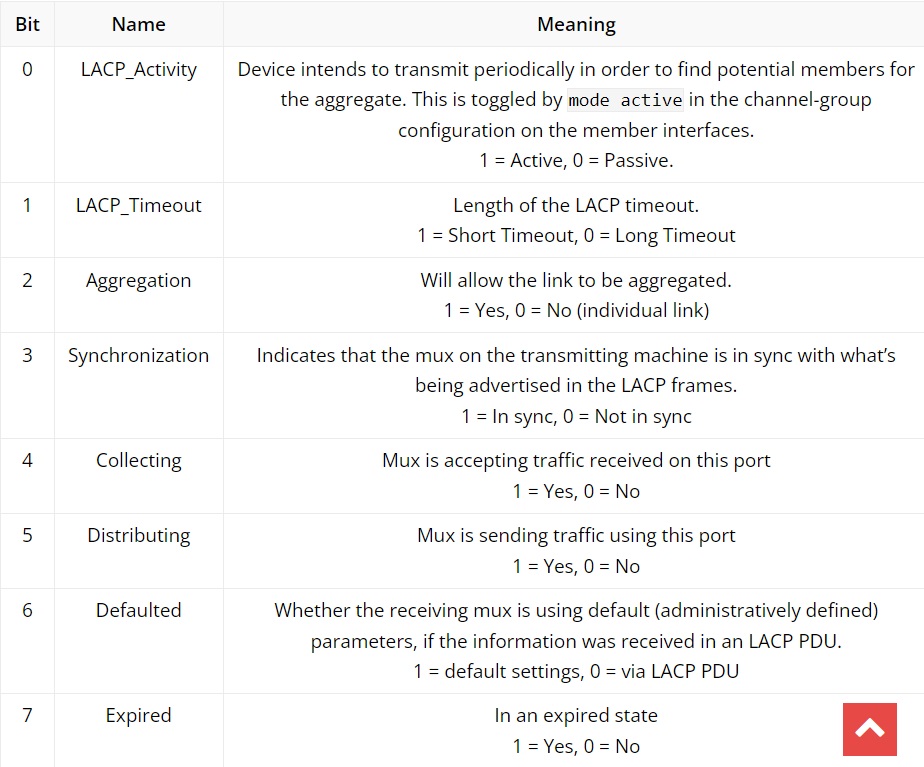 Bit Name Meaning
0 LACP_Activity Device intends to transmit periodically in order to find potential members for
the aggregate. This is toggled by mode active in the channel-group
configuration on the member interfaces.
1 = Active, 0 = Passive.
1 LACP_Timeout Length of the LACP timeout.
1 = Short Timeout, 0 = Long Timeout
2 Aggregation Will allow the link to be aggregated.
1 = Yes, 0 = No (individual link)
3 Synchronization Indicates that the mux on the transmitting machine is in sync with what’s
being advertised in the LACP frames.
1 = In sync, 0 = Not in sync
4 Collecting Mux is accepting traffic received on this port
1 = Yes, 0 = No
5 Distributing Mux is sending traffic using this port
1 = Yes, 0 = No
6 Defaulted Whether the receiving mux is using default (administratively defined)
parameters, if the information was received in an LACP PDU.
1 = default settings, 0 = via LACP PDU
7 Expired In an expired state
1 = Yes, 0 = No